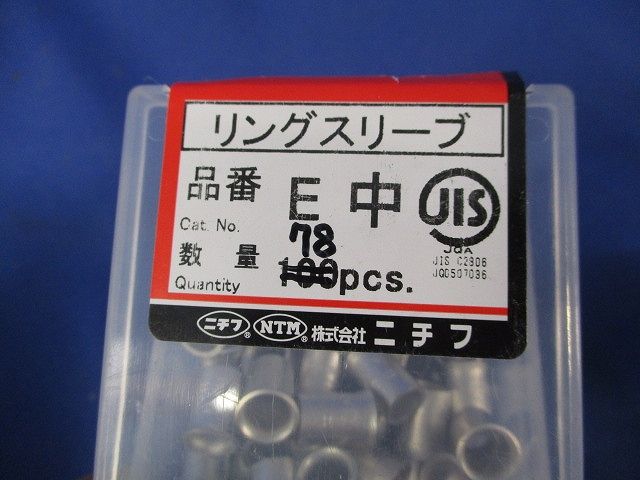 リングスリーブ
品番 E 中 JIS
Cat. No.
78
数量 100pcs.
Quantity
JQA
JIS C2806
JQ0507036
ニチフ® NTM® 株式会社 ニチフ